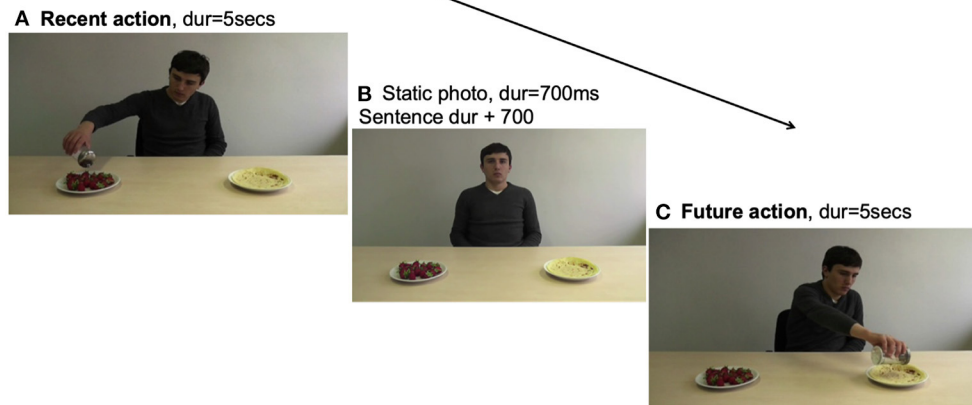 A Recent action, dur=5secs
B Static photo, dur=700ms
Sentence dur + 700
C Future action, dur=5secs